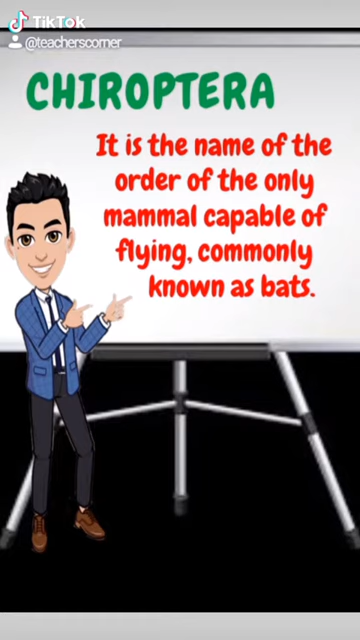 TikTok
@teacherscorner
CHIROPTERA
It is the name of the
order of the only
mammal capable of
flying, commonly
known as bats.